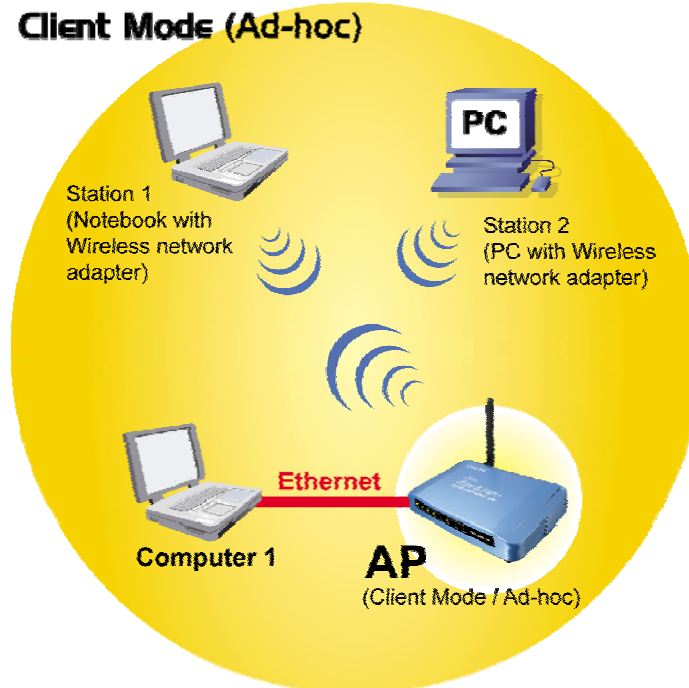 Client Mode (Ad-hoc)
PC
Station 1
(Notebook with
Wireless network
adapter)
Station 2
(PC with Wireless
network adapter)
Ethernet
Computer 1
AP
(Client Mode / Ad-hoc)